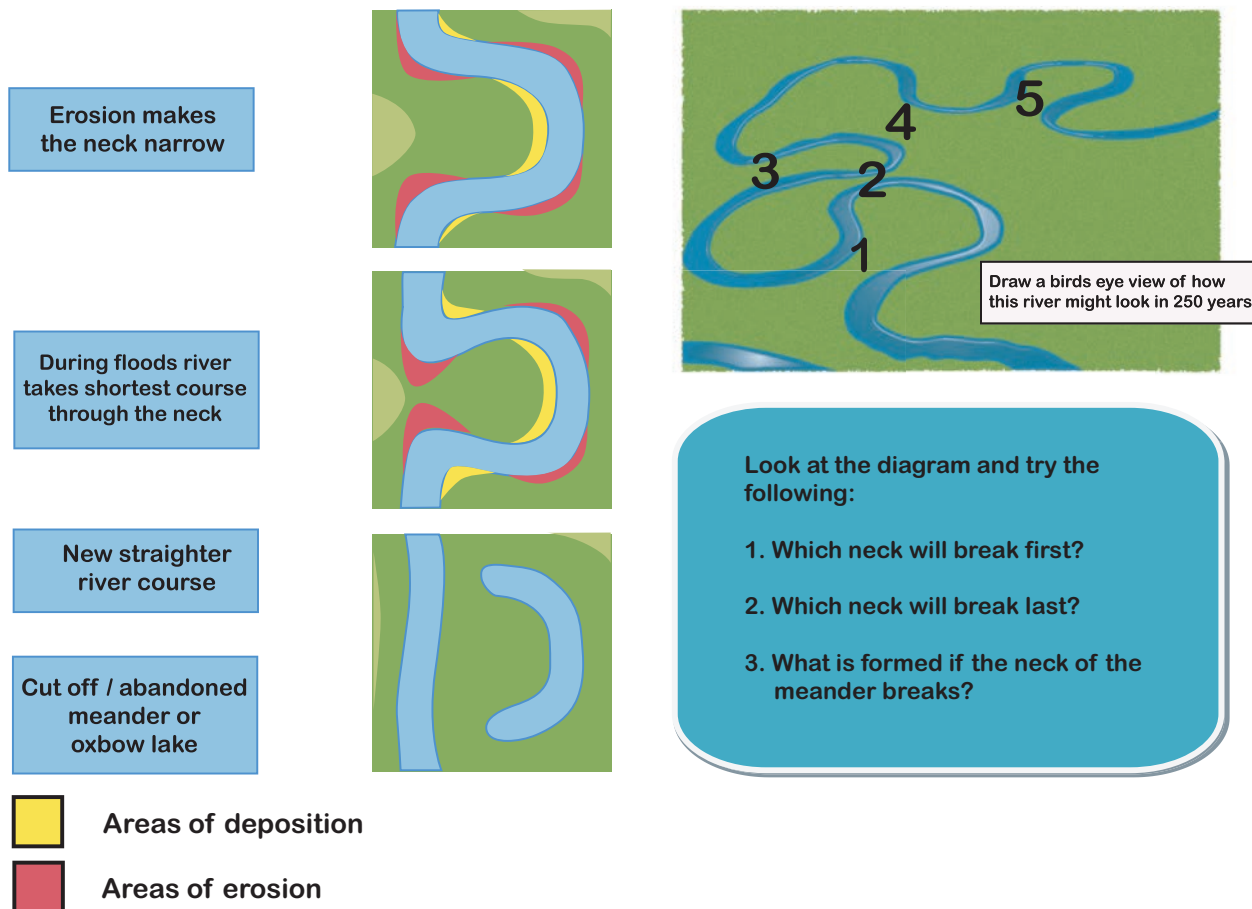 Erosion makes
the neck narrow
During floods river
takes shortest course
through the neck
New straighter
river course
Cut off / abandoned
meander or
oxbow lake
Areas of deposition
Areas of erosion
5
4
3
2
1
Draw a birds eye view of how
this river might look in 250 years
Look at the diagram and try the
following:
1. Which neck will break first?
2. Which neck will break last?
3. What is formed if the neck of the
meander breaks?